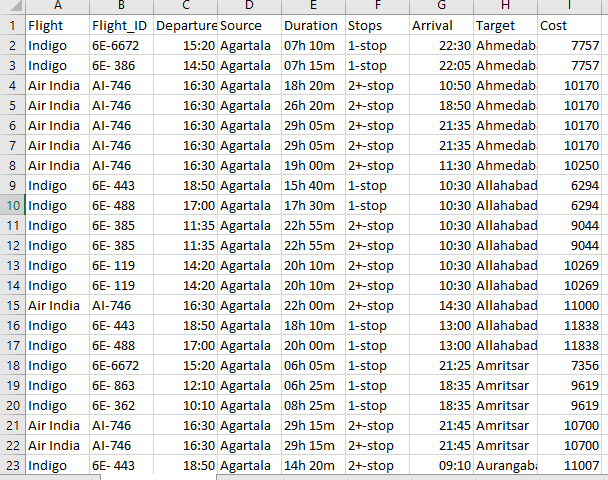 A B C D E F G H I
1 Flight Flight_ID Departure Source Duration Stops Arrival Target Cost
2 Indigo 6E-6672 15:20 Agartala 07h 10m 1-stop 22:30 Ahmedab 7757
3 Indigo 6E- 386 14:50 Agartala 07h 15m 1-stop 22:05 Ahmedab 7757
4 Air India AI-746 16:30 Agartala 18h 20m 2+-stop 10:50 Ahmedab 10170
5 Air India AI-746 16:30 Agartala 26h 20m 2+-stop 18:50 Ahmedab 10170
6 Air India AI-746 16:30 Agartala 29h 05m 2+-stop 21:35 Ahmedab 10170
7 Air India AI-746 16:30 Agartala 29h 05m 2+-stop 21:35 Ahmedab 10170
8 Air India AI-746 16:30 Agartala 19h 00m 2+-stop 11:30 Ahmedab 10250
9 Indigo 6E- 443 18:50 Agartala 15h 40m 1-stop 10:30 Allahabad 6294
10 Indigo 6E- 488 17:00 Agartala 17h 30m 1-stop 10:30 Allahabad 6294
11 Indigo 6E- 385 11:35 Agartala 22h 55m 2+-stop 10:30 Allahabad 9044
12 Indigo 6E- 385 11:35 Agartala 22h 55m 2+-stop 10:30 Allahabad 9044
13 Indigo 6E- 119 14:20 Agartala 20h 10m 2+-stop 10:30 Allahabad 10269
14 Indigo 6E- 119 14:20 Agartala 20h 10m 2+-stop 10:30 Allahabad 10269
15 Air India AI-746 16:30 Agartala 22h 00m 2+-stop 14:30 Allahabad 11000
16 Indigo 6E- 443 18:50 Agartala 18h 10m 1-stop 13:00 Allahabad 11838
17 Indigo 6E- 488 17:00 Agartala 20h 00m 1-stop 13:00 Allahabad 11838
18 Indigo 6E-6672 15:20 Agartala 06h 05m 1-stop 21:25 Amritsar 7356
19 Indigo 6E- 863 12:10 Agartala 06h 25m 1-stop 18:35 Amritsar 9619
20 Indigo 6E- 362 10:10 Agartala 08h 25m 1-stop 18:35 Amritsar 9619
21 Air India AI-746 16:30 Agartala 29h 15m 2+-stop 21:45 Amritsar 10700
22 Air India AI-746 16:30 Agartala 29h 15m 2+-stop 21:45 Amritsar 10700
23 Indigo 6E- 443 18:50 Agartala 14h 20m 1-stop 09:10 Aurangab 11007